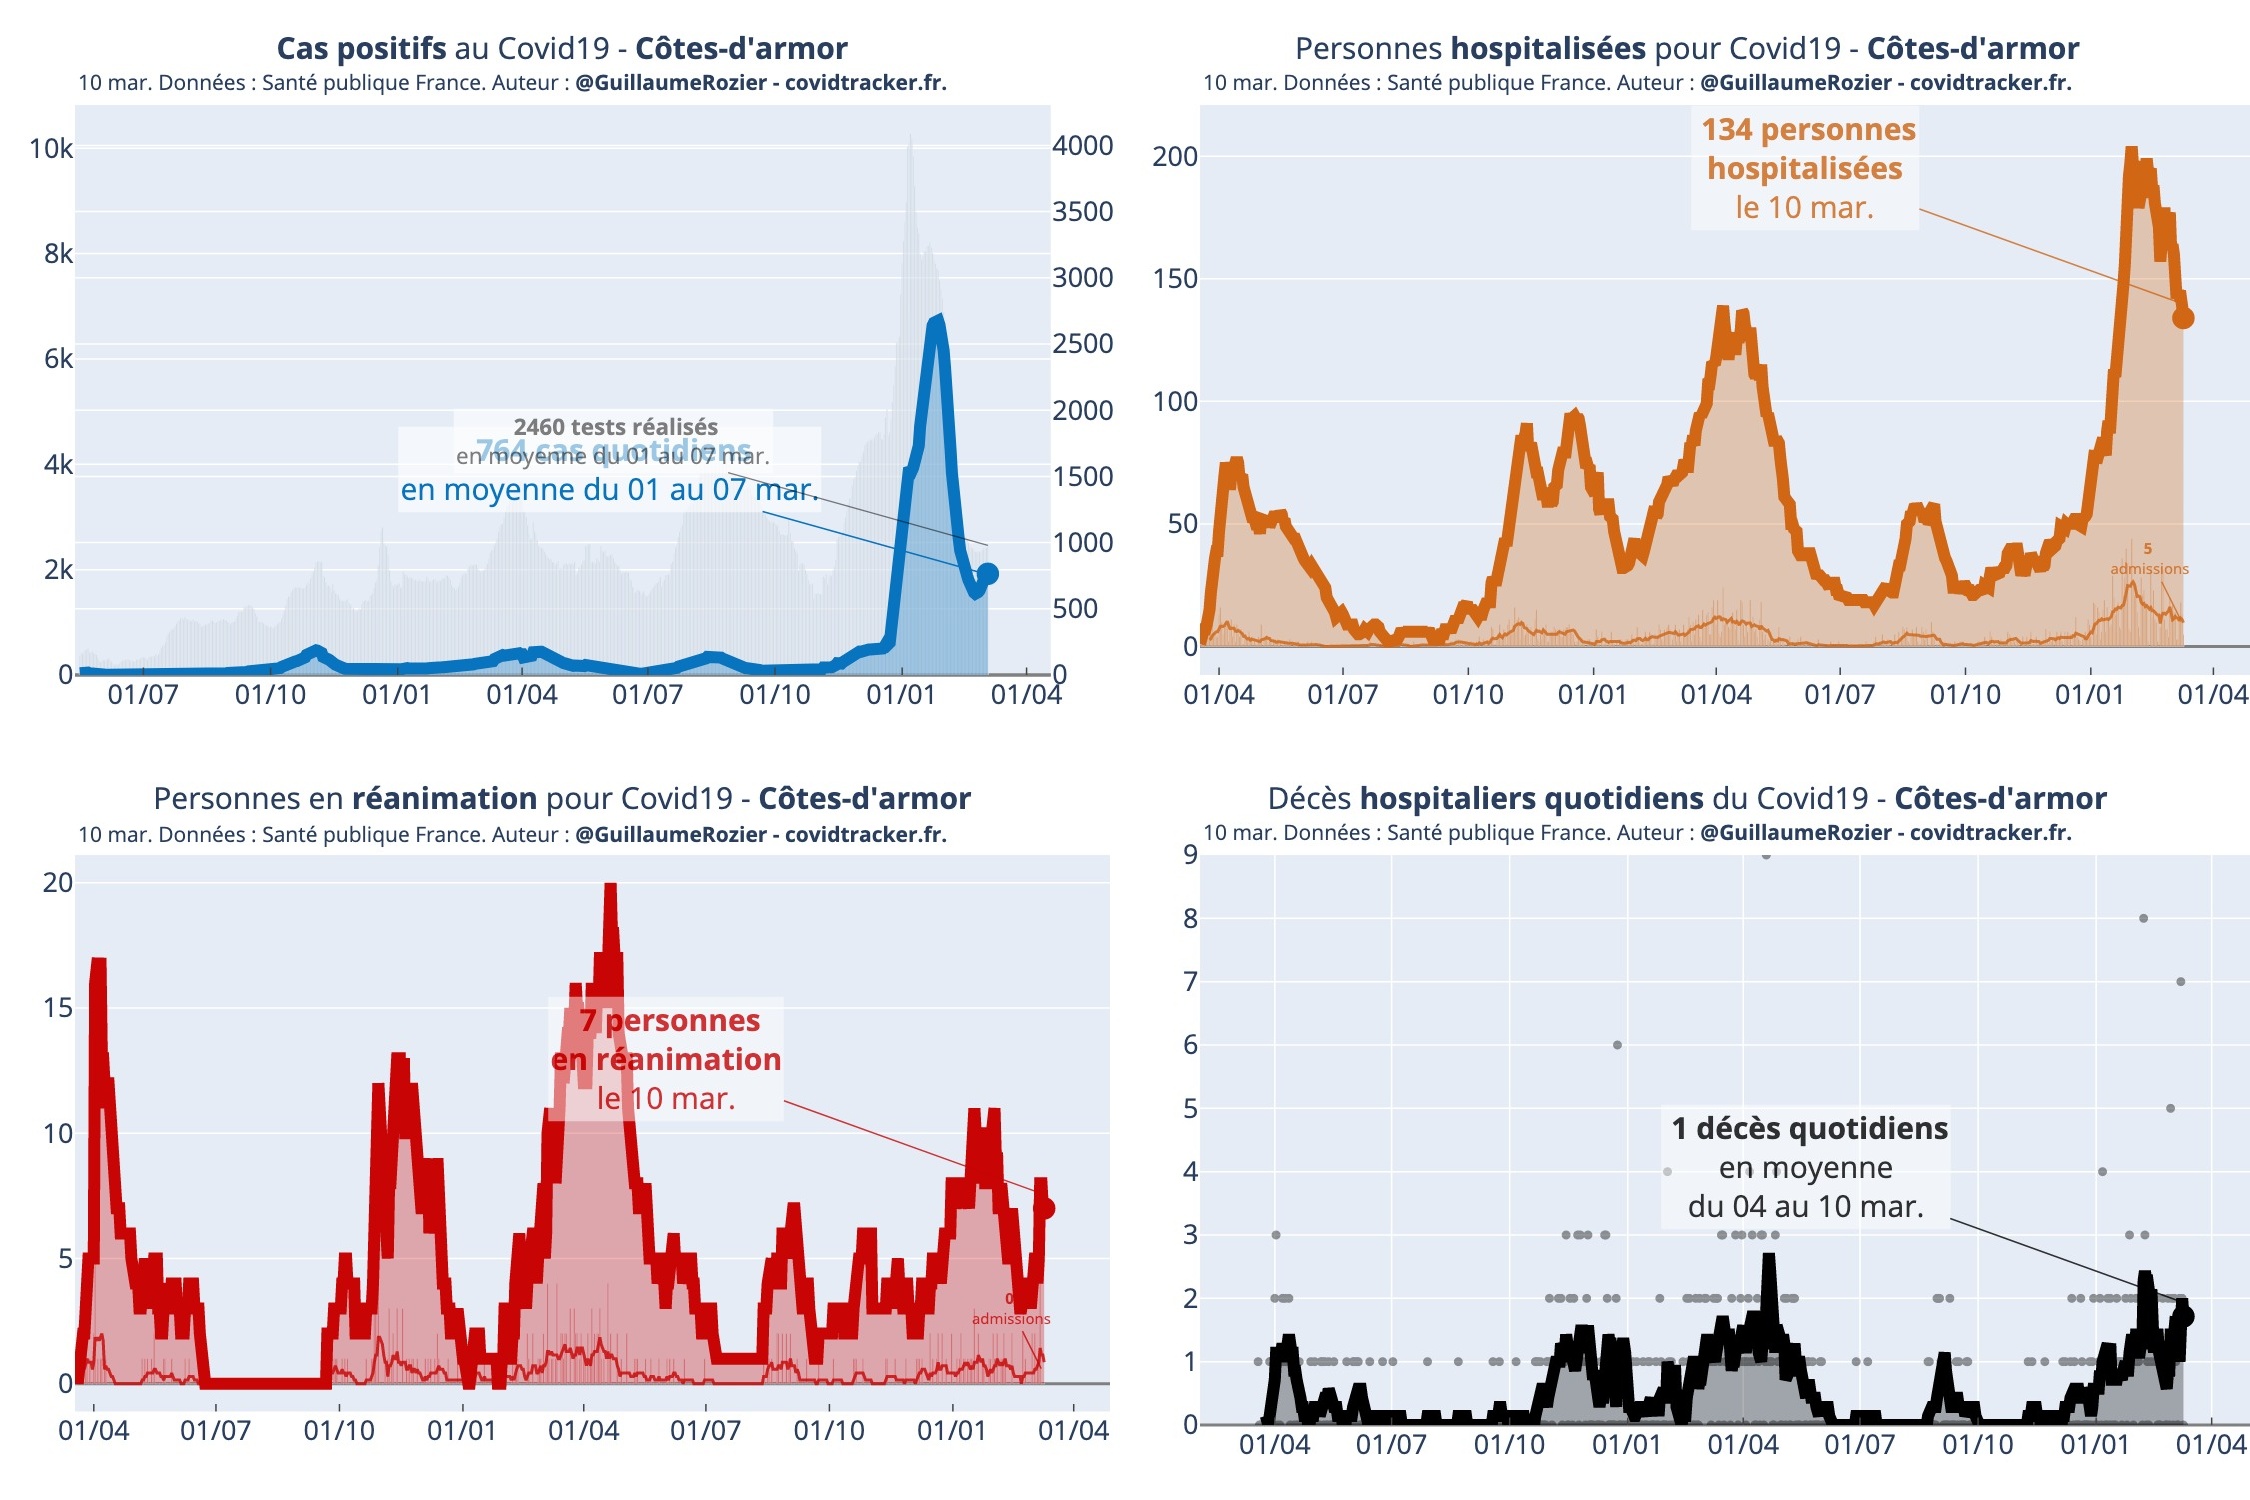 Cas positifs au Covid19 - Côtes-d'armor
10 mar. Données : Santé publique France. Auteur : @GuillaumeRozier - covidtracker.fr.
10k
8k
6k
4k
2k
0
4000
3500
3000
2500
2000
1500
1000
500
0
2460 tests réalisés
en moyenne du 01 au 07 mar.
764 cas quotidiens
en moyenne du 01 au 07 mar.
01/07 01/10 01/01 01/04 01/07 01/10 01/01 01/04
Personnes hospitalisées pour Covid19 - Côtes-d'armor
10 mar. Données : Santé publique France. Auteur : @GuillaumeRozier - covidtracker.fr.
200
150
100
50
0
134 personnes
hospitalisées
le 10 mar.
5
admissions
01/04 01/07 01/10 01/01 01/04 01/07 01/10 01/01 01/04
Personnes en réanimation pour Covid19 - Côtes-d'armor
10 mar. Données : Santé publique France. Auteur : @GuillaumeRozier - covidtracker.fr.
20
15
10
5
0
7 personnes
en réanimation
le 10 mar.
0
admissions
01/04 01/07 01/10 01/01 01/04 01/07 01/10 01/01 01/04
Décès hospitaliers quotidiens du Covid19 - Côtes-d'armor
10 mar. Données : Santé publique France. Auteur : @GuillaumeRozier - covidtracker.fr.
9
8
7
6
5
4
3
2
1
0
1 décès quotidiens
en moyenne
du 04 au 10 mar.
01/04 01/07 01/10 01/01 01/04 01/07 01/10 01/01 01/04